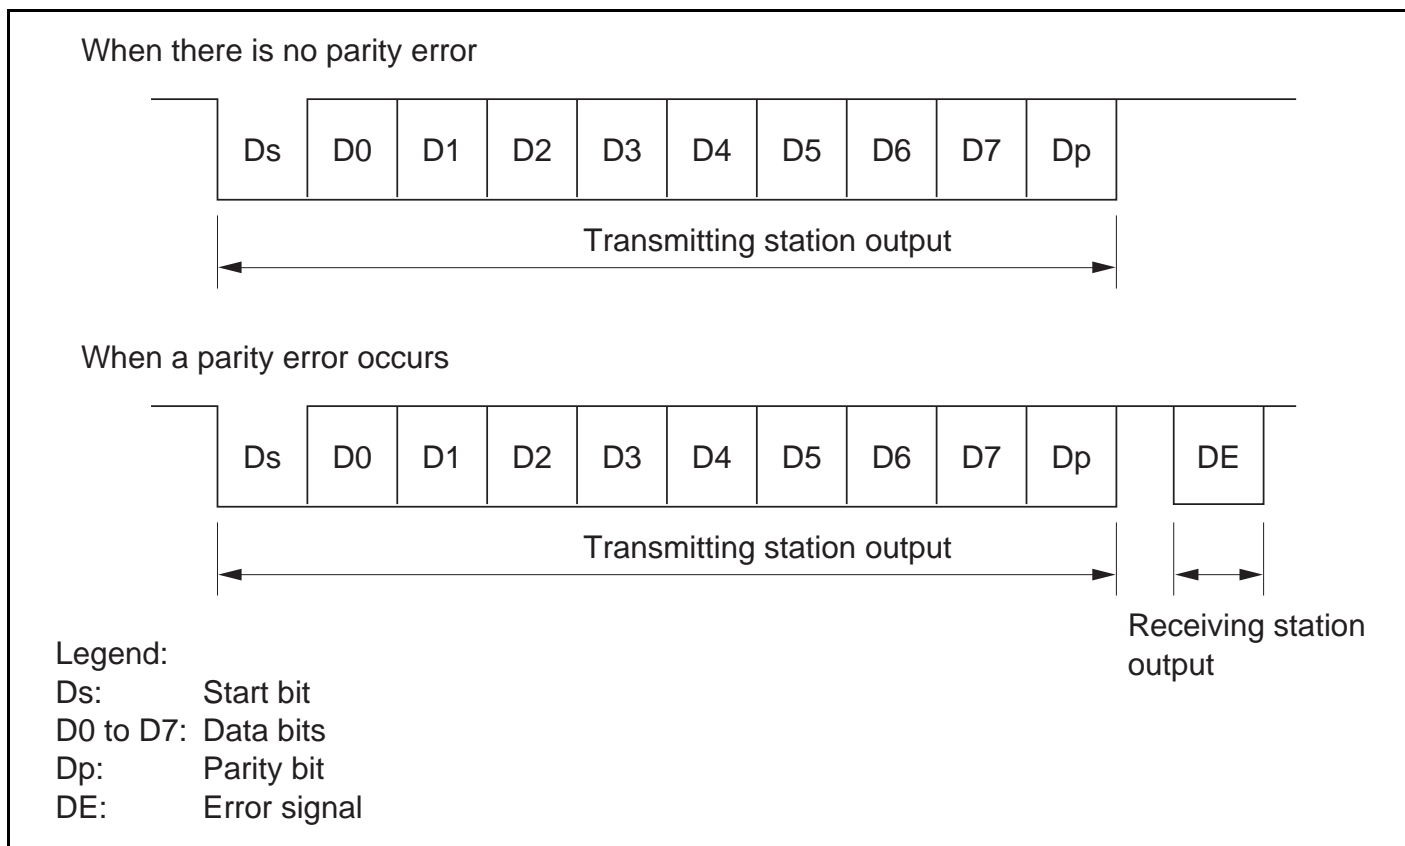 When there is no parity error
Ds D0 D1 D2 D3 D4 D5 D6 D7 Dp
Transmitting station output
When a parity error occurs
Ds D0 D1 D2 D3 D4 D5 D6 D7 Dp DE
Transmitting station output
Receiving station
output
Legend:
Ds: Start bit
D0 to D7: Data bits
Dp: Parity bit
DE: Error signal